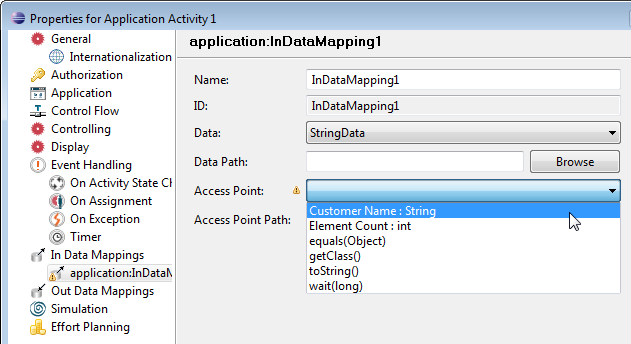 Properties for Application Activity 1
General
Internationalization
Authorization
Application
Control Flow
Controlling
Display
Event Handling
On Activity State Ch
On Assignment
On Exception
Timer
In Data Mappings
application:InDataM
Out Data Mappings
Simulation
Effort Planning
application:InDataMapping1
Name: InDataMapping1
ID: InDataMapping1
Data: StringData
Data Path: Browse
Access Point:
Customer Name : String
Access Point Path:
Element Count : int
equals(Object)
getClass()
toString()
wait(long)